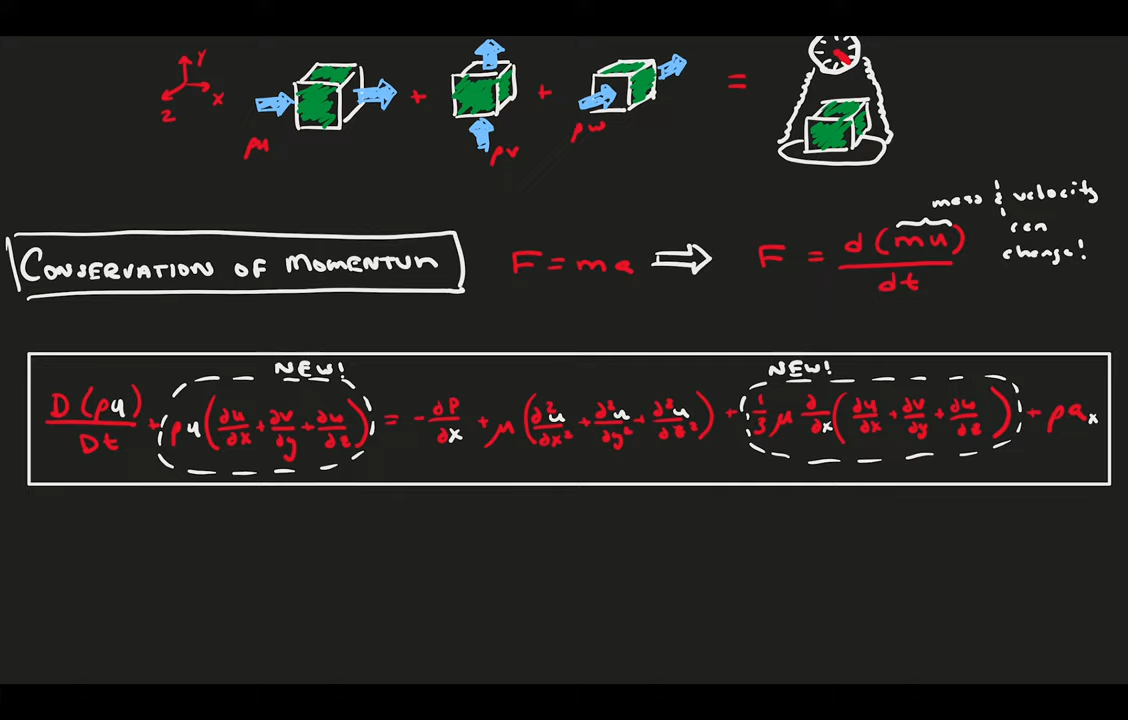 Y
X
Z
ρu + ρv + ρw =
mass & velocity
can
change!
CONSERVATION OF MOMENTUM F = ma ⇒ F = d(mu)/dt
NEW! NEW!
D(ρu)/Dt + ρu(∂u/∂x + ∂v/∂y + ∂w/∂z) = -∂P/∂x + μ(∂²u/∂x² + ∂²u/∂y² + ∂²u/∂z²) + 1/3 μ ∂/∂x(∂u/∂x + ∂v/∂y + ∂w/∂z) + ρaₓ